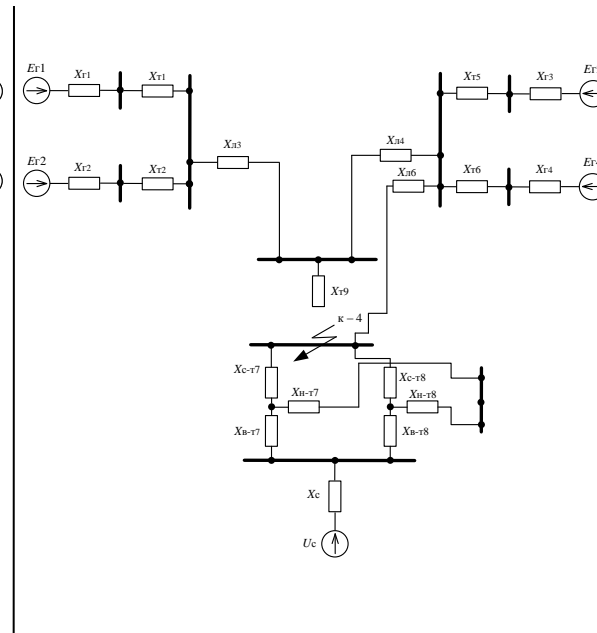 Eг1
Xг1
Xт1
Xл3
Eг2
Xг2
Xт2
Xт5
Xг3
Xл4
Xл6
Xт6
Xг4
Xт9
к – 4
Xс-т7
Xн-т7
Xс-т8
Xн-т8
Xв-т7
Xв-т8
Xс
Uс